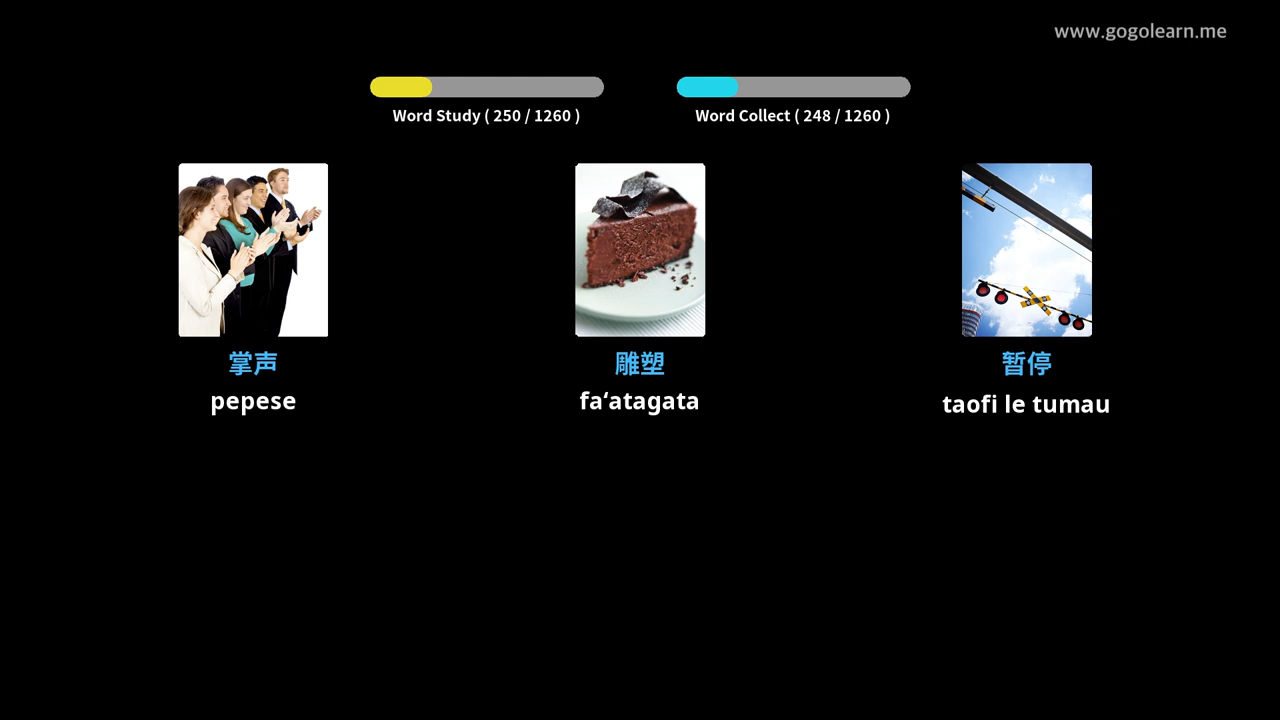 www.gogolearn.me
Word Study ( 250 / 1260 )
Word Collect ( 248 / 1260 )
掌声
pepese
雕塑
fa‘atagata
暂停
taofi le tumau